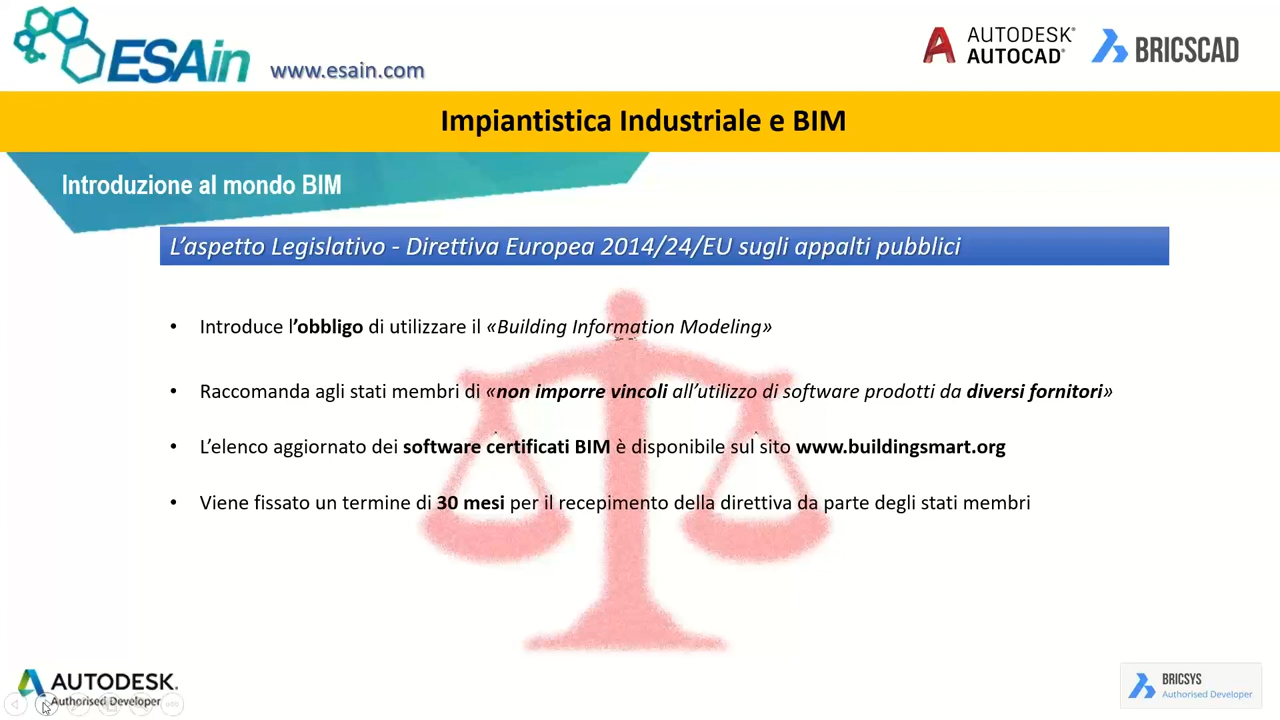 ESAin www.esain.com
AUTODESK® AUTOCAD®
BRICSCAD
Impiantistica Industriale e BIM
Introduzione al mondo BIM
L’aspetto Legislativo - Direttiva Europea 2014/24/EU sugli appalti pubblici
• Introduce l’obbligo di utilizzare il «Building Information Modeling»
• Raccomanda agli stati membri di «non imporre vincoli all’utilizzo di software prodotti da diversi fornitori»
• L’elenco aggiornato dei software certificati BIM è disponibile sul sito www.buildingsmart.org
• Viene fissato un termine di 30 mesi per il recepimento della direttiva da parte degli stati membri
AUTODESK.
Authorised Developer
BRICSYS
Authorised Developer